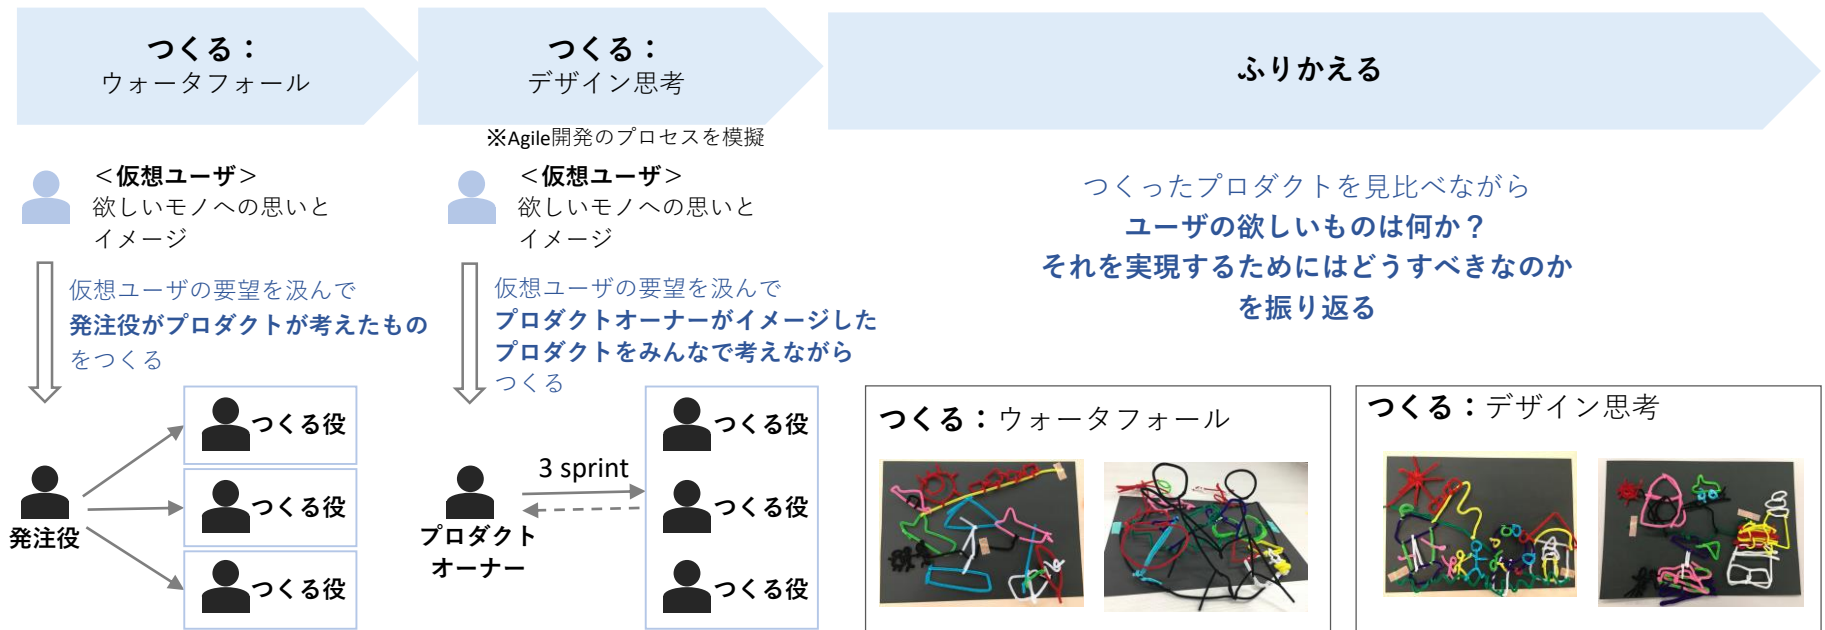 つくる：
ウォータフォール
つくる：
デザイン思考
ふりかえる
※Agile開発のプロセスを模擬
＜仮想ユーザ＞
欲しいモノへの思いと
イメージ
仮想ユーザの要望を汲んで
発注役がプロダクトが考えたもの
をつくる
発注役
つくる役
つくる役
つくる役
＜仮想ユーザ＞
欲しいモノへの思いと
イメージ
仮想ユーザの要望を汲んで
プロダクトオーナーがイメージした
プロダクトをみんなで考えながら
つくる
3 sprint
プロダクト
オーナー
つくる役
つくる役
つくる役
つくったプロダクトを見比べながら
ユーザの欲しいものは何か？
それを実現するためにはどうすべきなのか
を振り返る
つくる：ウォータフォール
つくる：デザイン思考